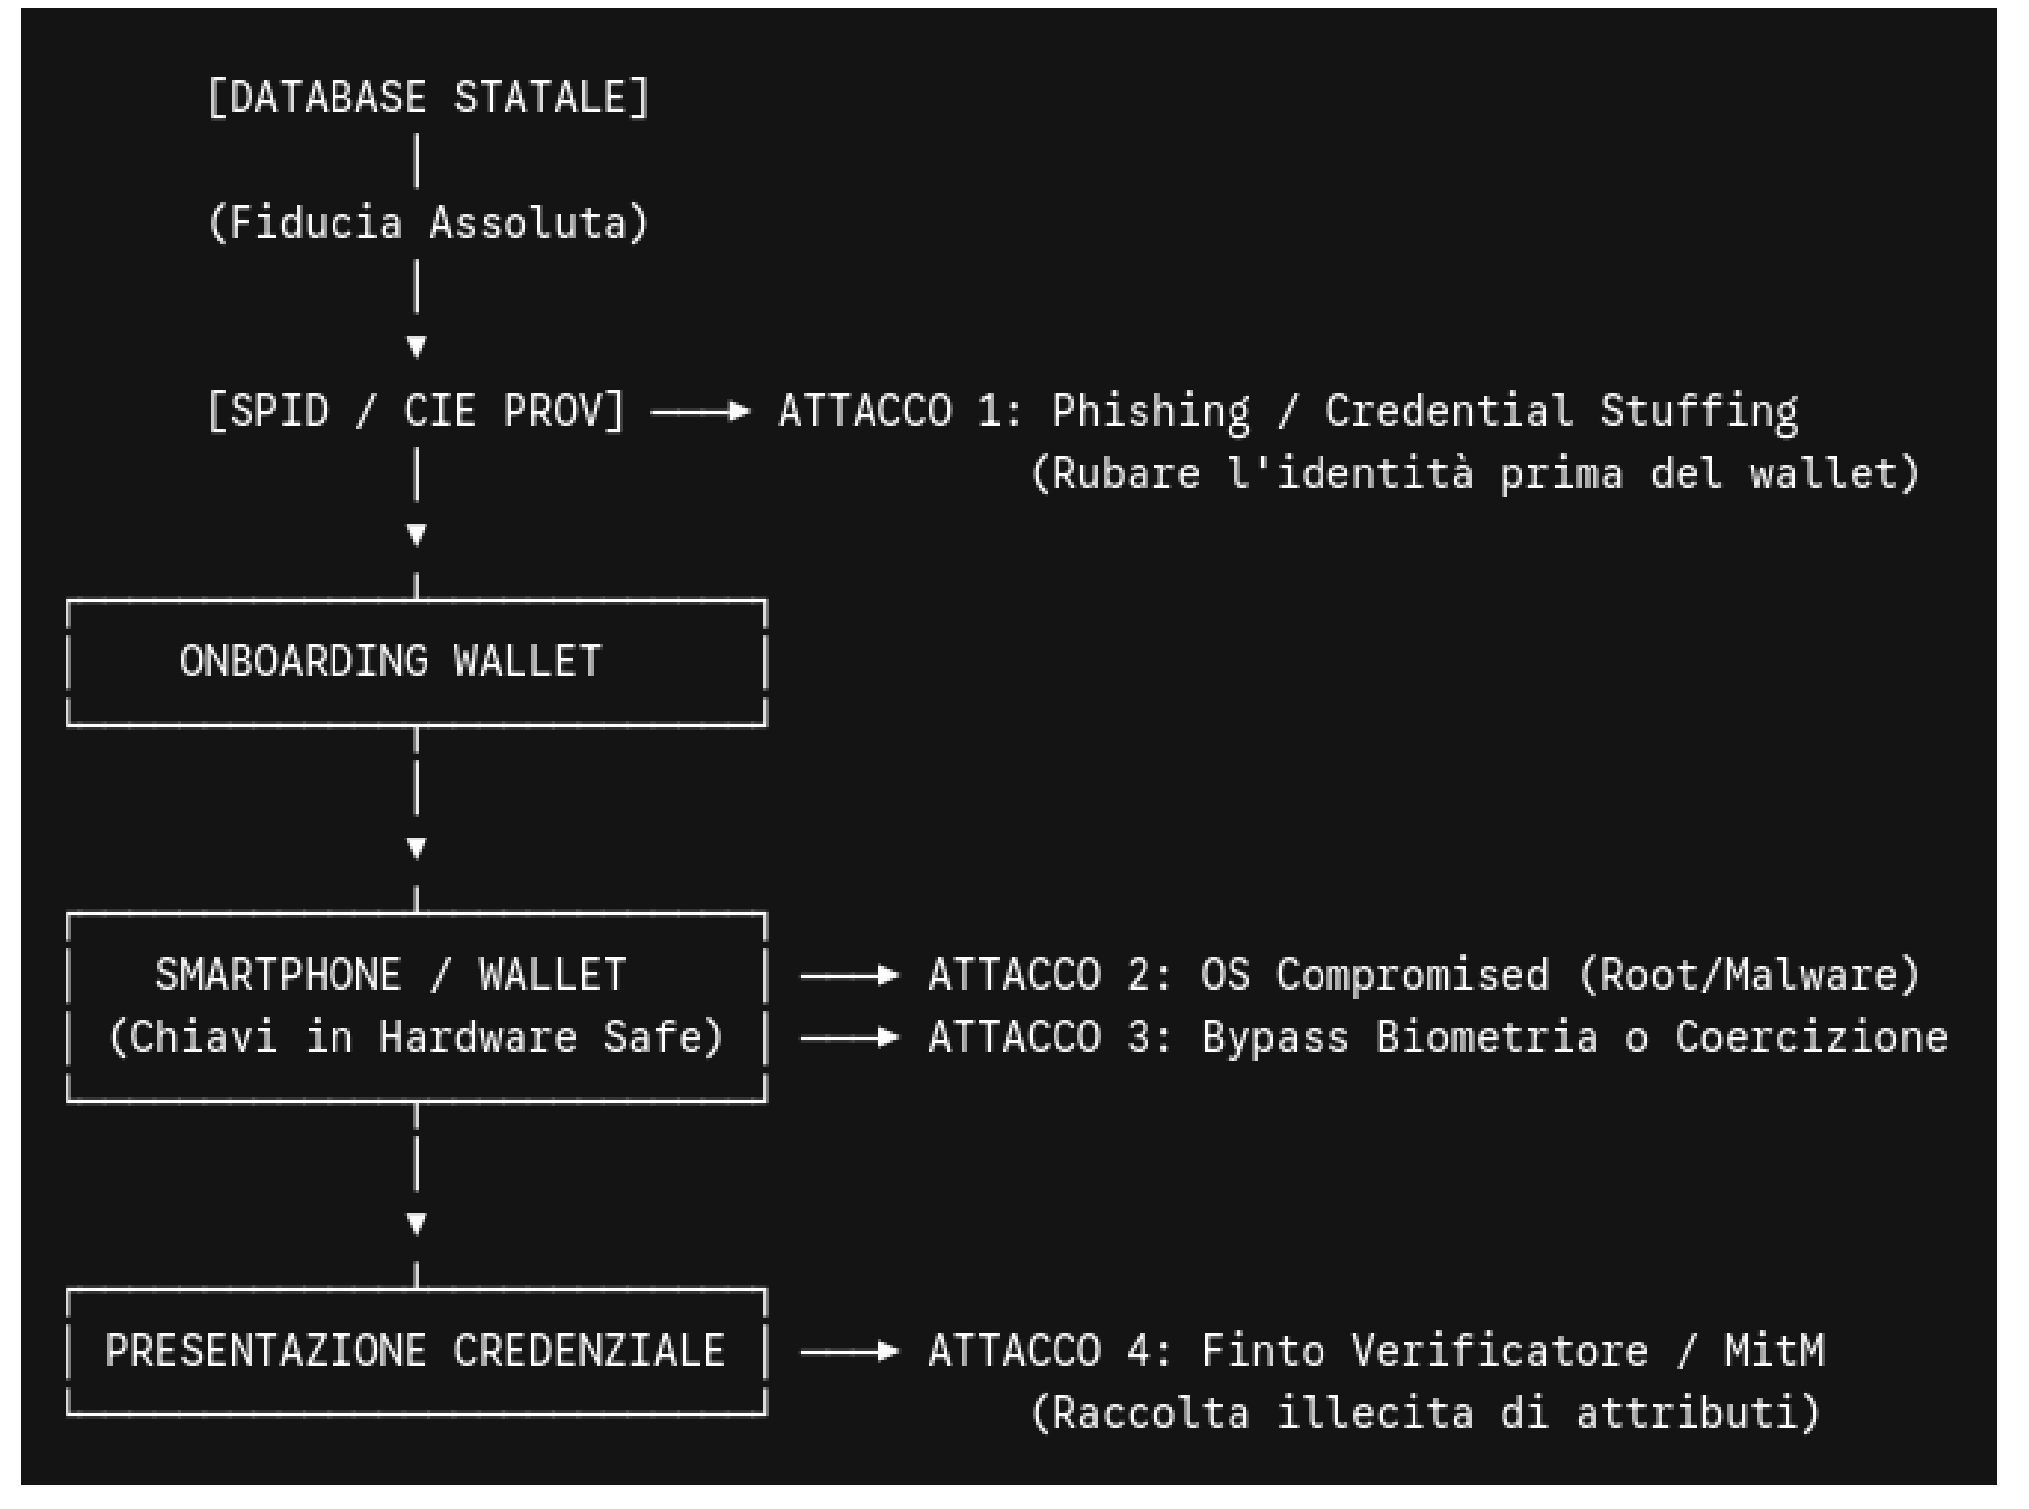 [DATABASE STATALE]
(Fiducia Assoluta)
[SPID / CIE PROV] ATTACCO 1: Phishing / Credential Stuffing
(Rubare l'identità prima del wallet)
ONBOARDING WALLET
SMARTPHONE / WALLET ATTACCO 2: OS Compromised (Root/Malware)
(Chiavi in Hardware Safe) ATTACCO 3: Bypass Biometria o Coercizione
PRESENTAZIONE CREDENZIALE ATTACCO 4: Finto Verificatore / MitM
(Raccolta illecita di attributi)